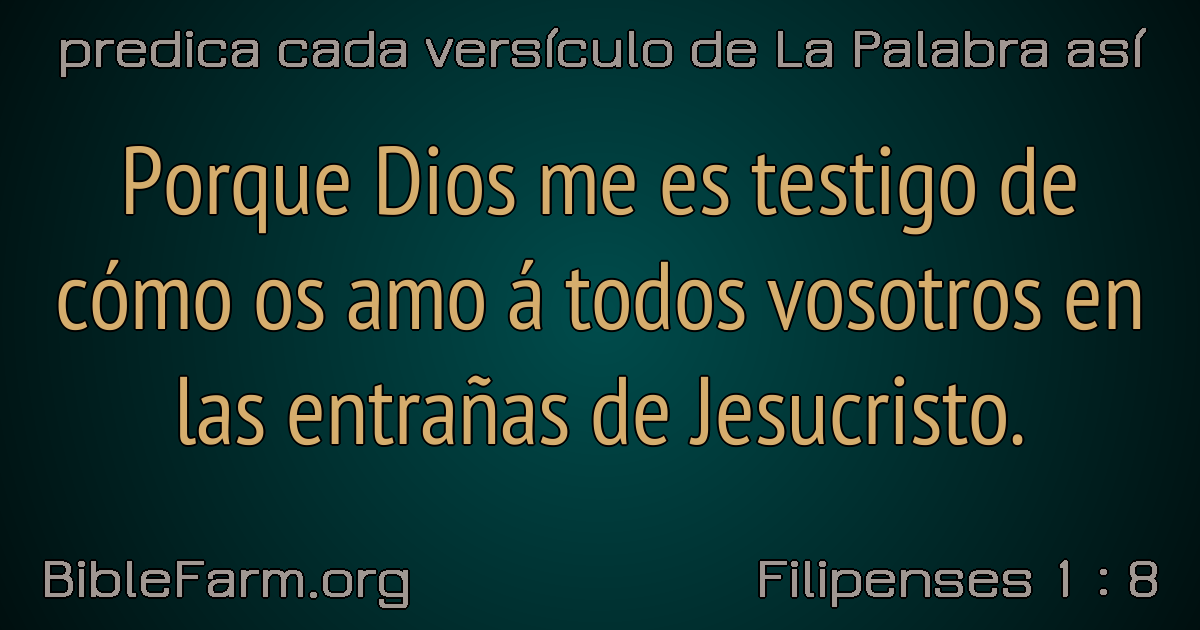 predica cada versículo de La Palabra así
Porque Dios me es testigo de
cómo os amo á todos vosotros en
las entrañas de Jesucristo.
BibleFarm.org
Filipenses 1 : 8